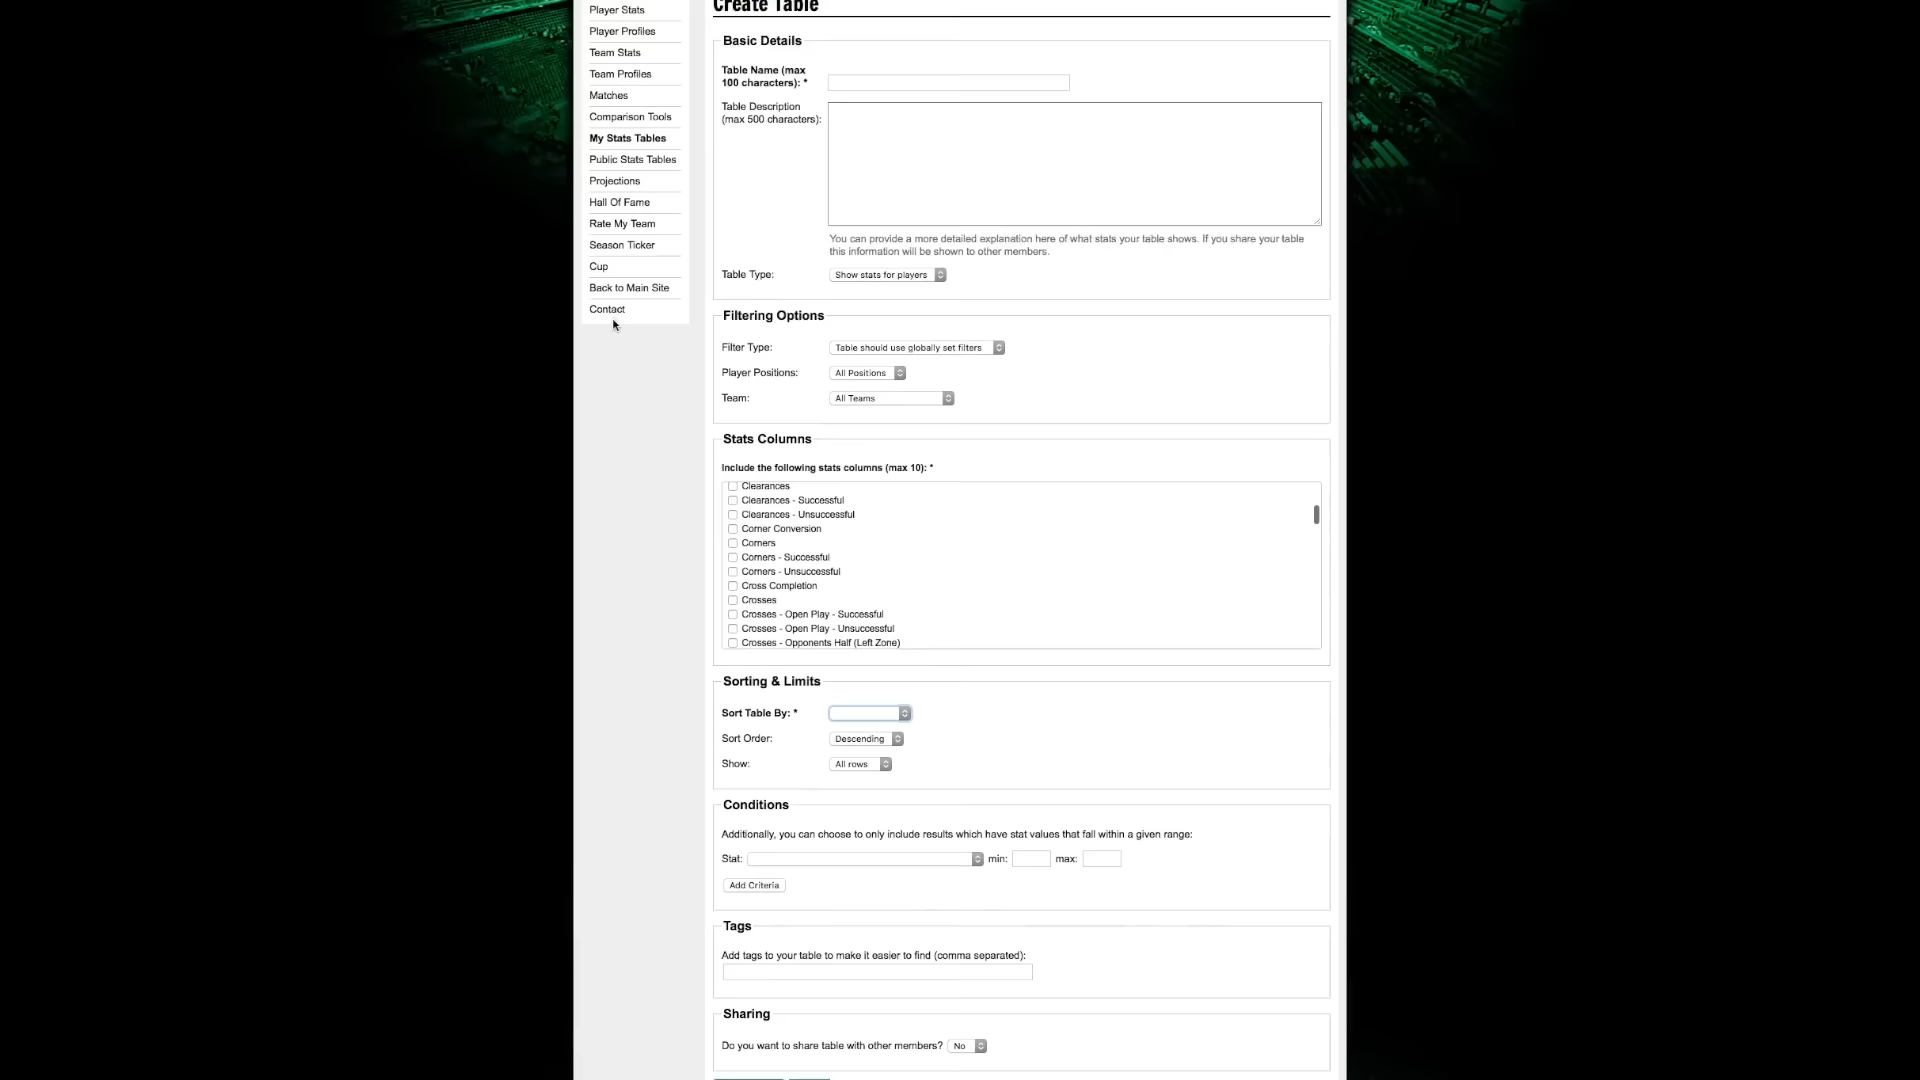 Player Stats
Player Profiles
Team Stats
Team Profiles
Matches
Comparison Tools
My Stats Tables
Public Stats Tables
Projections
Hall Of Fame
Rate My Team
Season Ticker
Cup
Back to Main Site
Contact
Create Table
Basic Details
Table Name (max
100 characters): *
Table Description
(max 500 characters):
You can provide a more detailed explanation here of what stats your table shows. If you share your table
this information will be shown to other members.
Table Type: Show stats for players
Filtering Options
Filter Type: Table should use globally set filters
Player Positions: All Positions
Team: All Teams
Stats Columns
Include the following stats columns (max 10): *
Clearances
Clearances - Successful
Clearances - Unsuccessful
Corner Conversion
Corners
Corners - Successful
Corners - Unsuccessful
Cross Completion
Crosses
Crosses - Open Play - Successful
Crosses - Open Play - Unsuccessful
Crosses - Opponents Half (Left Zone)
Sorting & Limits
Sort Table By: *
Sort Order: Descending
Show: All rows
Conditions
Additionally, you can choose to only include results which have stat values that fall within a given range:
Stat: min: max:
Add Criteria
Tags
Add tags to your table to make it easier to find (comma separated):
Sharing
Do you want to share table with other members? No